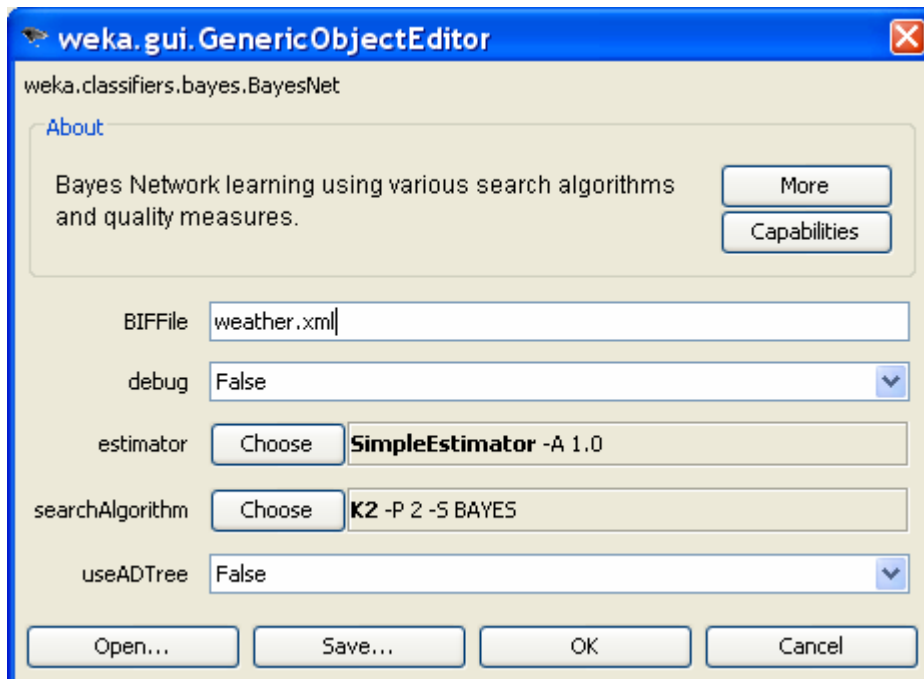 weka.gui.GenericObjectEditor
weka.classifiers.bayes.BayesNet
About
Bayes Network learning using various search algorithms
and quality measures.
More
Capabilities
BIFFile weather.xml
debug False
estimator Choose SimpleEstimator -A 1.0
searchAlgorithm Choose K2 -P 2 -S BAYES
useADTree False
Open... Save... OK Cancel